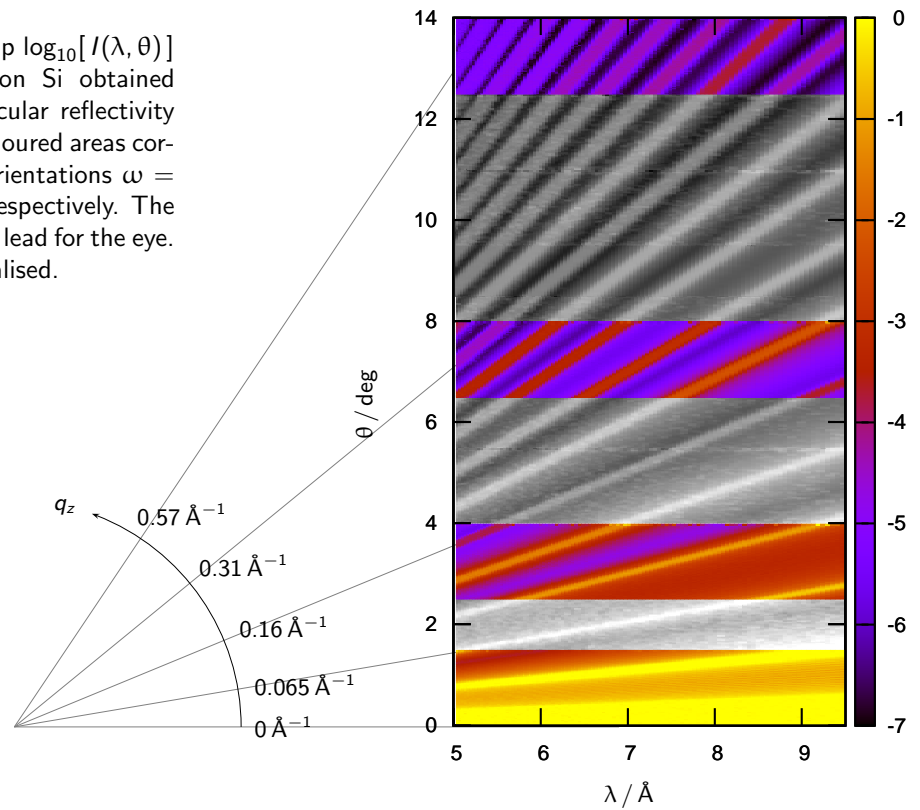 p log₁₀[I(λ, θ)]
on Si obtained
cular reflectivity
oured areas cor-
rientations ω =
espectively. The
lead for the eye.
alised.
14
12
10
8
6
4
2
0
θ / deg
5 6 7 8 9
λ / Å
0
-1
-2
-3
-4
-5
-6
-7
q_z
0.57 Å⁻¹
0.31 Å⁻¹
0.16 Å⁻¹
0.065 Å⁻¹
0 Å⁻¹